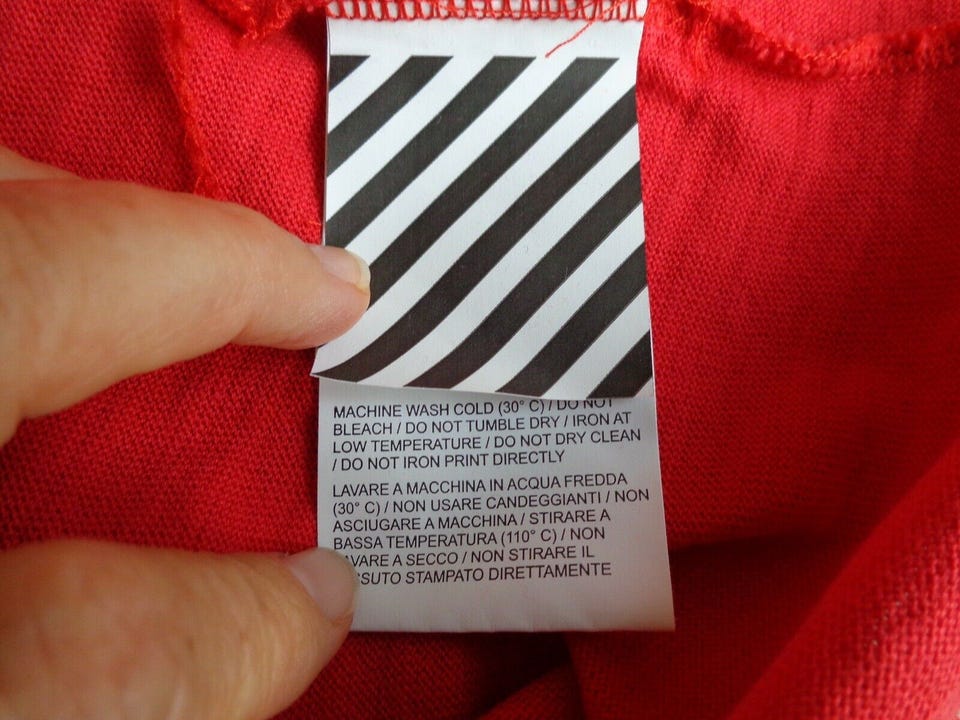 MACHINE WASH COLD (30° C) / DO NOT
BLEACH / DO NOT TUMBLE DRY / IRON AT
LOW TEMPERATURE / DO NOT DRY CLEAN
/ DO NOT IRON PRINT DIRECTLY
LAVARE A MACCHINA IN ACQUA FREDDA
(30° C) / NON USARE CANDEGGIANTI / NON
ASCIUGARE A MACCHINA / STIRARE A
BASSA TEMPERATURA (110° C) / NON
AVARE A SECCO / NON STIRARE IL
SSUTO STAMPATO DIRETTAMENTE